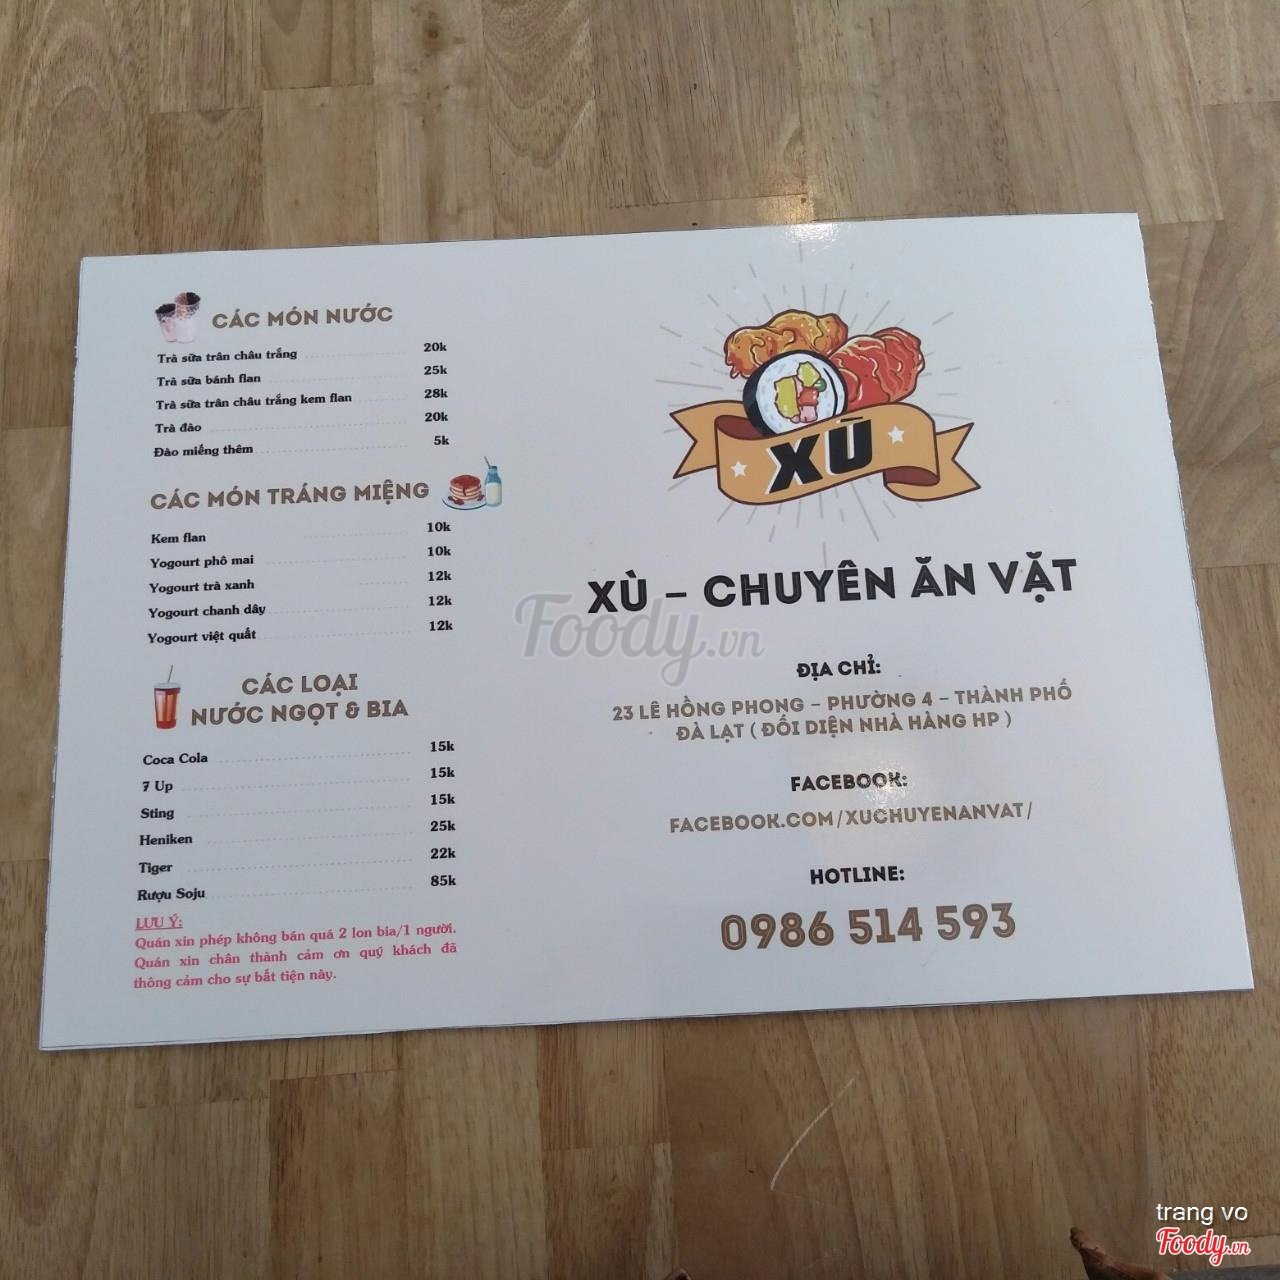 CÁC MÓN NƯỚC
Trà sữa trân châu trắng 20k
Trà sữa bánh flan 25k
Trà sữa trân châu trắng kem flan 28k
Trà đào 20k
Đào miếng thêm 5k
CÁC MÓN TRÁNG MIỆNG
Kem flan 10k
Yogourt phô mai 10k
Yogourt trà xanh 12k
Yogourt chanh dây 12k
Yogourt việt quất 12k
CÁC LOẠI
NƯỚC NGỌT & BIA
Coca Cola 15k
7 Up 15k
Sting 15k
Heniken 25k
Tiger 22k
Rượu Soju 85k
LƯU Ý:
Quán xin phép không bán quá 2 lon bia/1 người.
Quán xin chân thành cảm ơn quý khách đã
thông cảm cho sự bất tiện này.
XÙ
XÙ – CHUYÊN ĂN VẶT
ĐỊA CHỈ:
23 LÊ HỒNG PHONG – PHƯỜNG 4 – THÀNH PHỐ
ĐÀ LẠT ( ĐỐI DIỆN NHÀ HÀNG HP )
FACEBOOK:
FACEBOOK.COM/XUCHUYENANVAT/
HOTLINE:
0986 514 593
Foody.vn
trang vo
Foody.vn